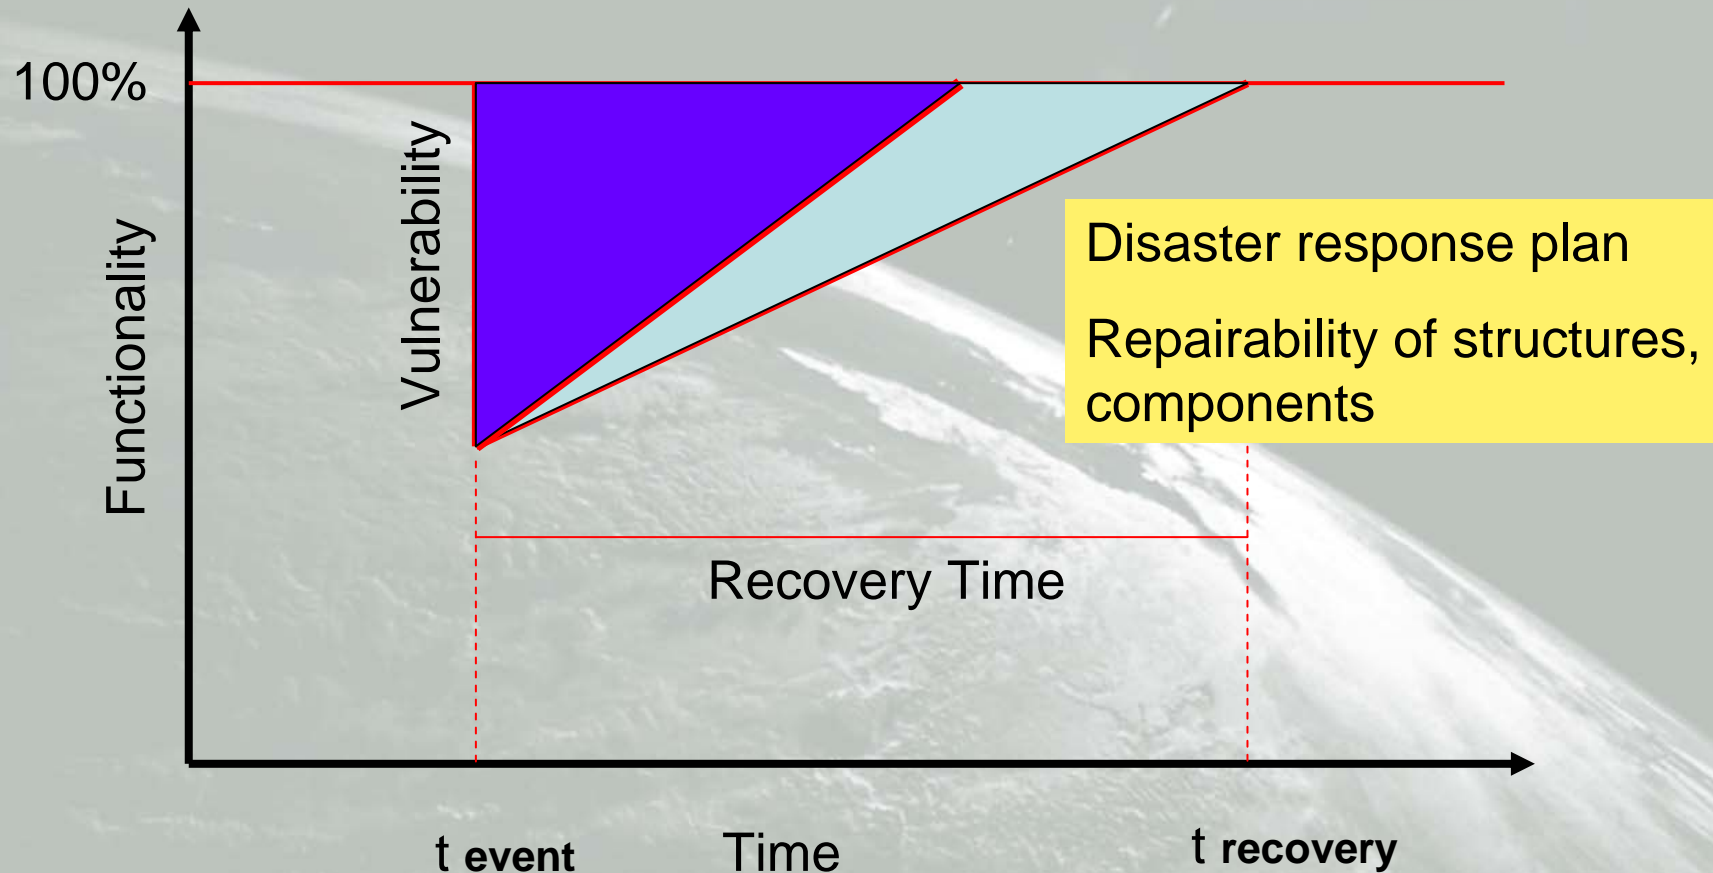 100%
Functionality
Vulnerability
Disaster response plan
Repairability of structures,
components
Recovery Time
t event
Time
t recovery